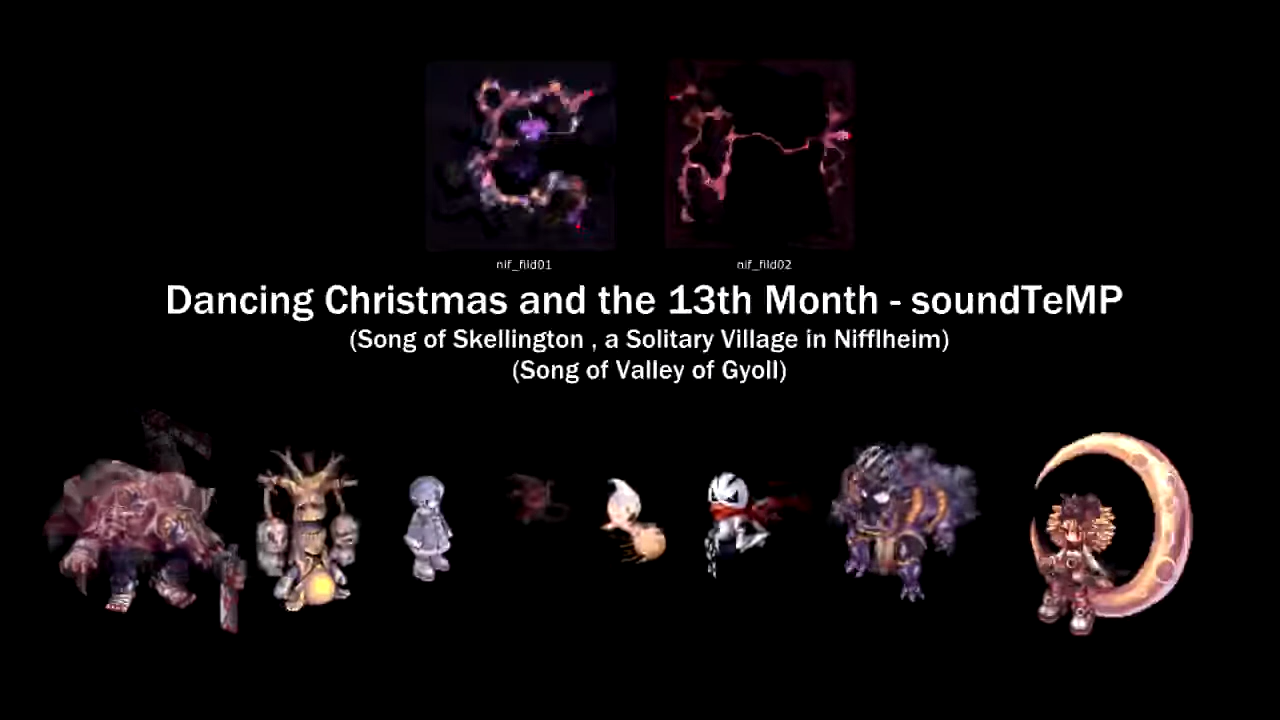 nif_fild01 nif_fild02
Dancing Christmas and the 13th Month - soundTeMP
(Song of Skellington , a Solitary Village in Nifflheim)
(Song of Valley of Gyoll)